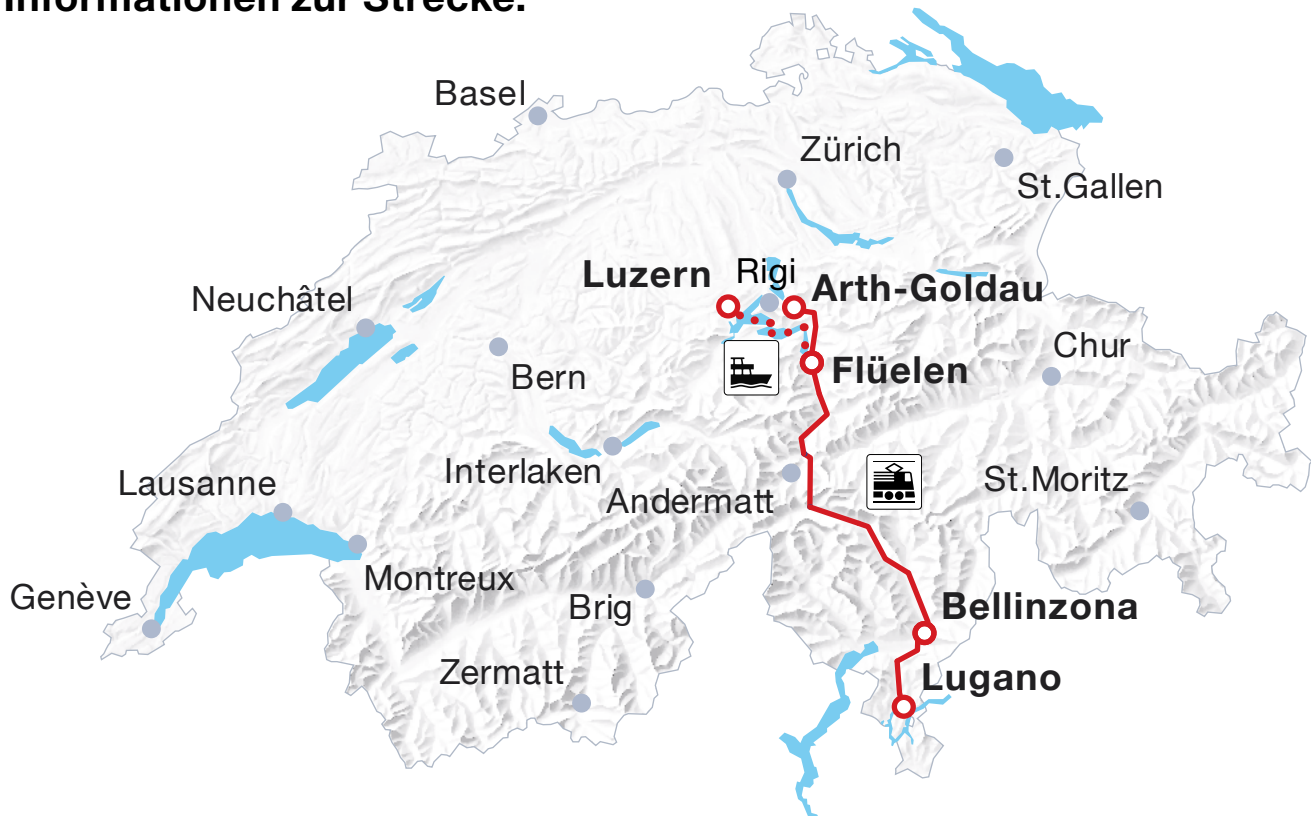 Informationen zur Strecke.
Basel
Zürich
St.Gallen
Luzern
Rigi
Arth-Goldau
Neuchâtel
Chur
Bern
Flüelen
Interlaken
Lausanne
Andermatt
St.Moritz
Montreux
Genève
Brig
Bellinzona
Zermatt
Lugano